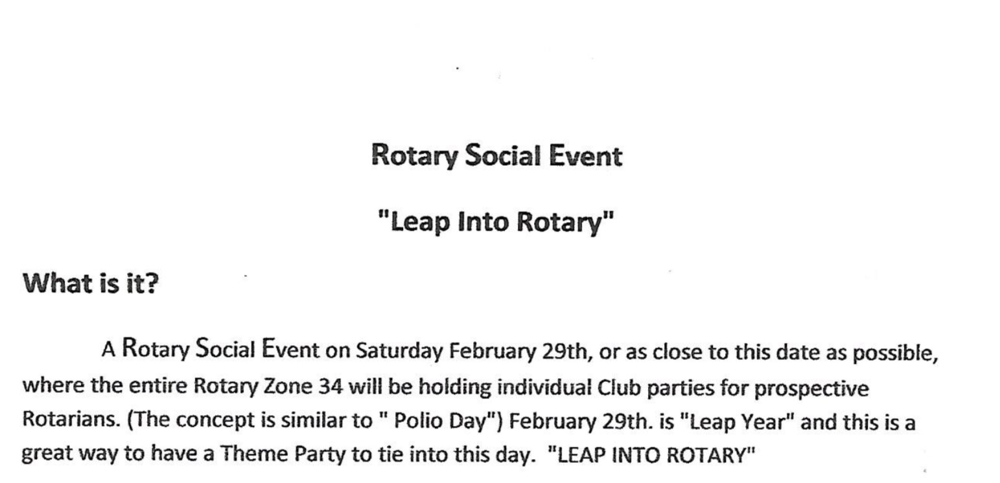 Rotary Social Event
"Leap Into Rotary"
What is it?
A Rotary Social Event on Saturday February 29th, or as close to this date as possible,
where the entire Rotary Zone 34 will be holding individual Club parties for prospective
Rotarians. (The concept is similar to " Polio Day") February 29th. is "Leap Year" and this is a
great way to have a Theme Party to tie into this day.  "LEAP INTO ROTARY"